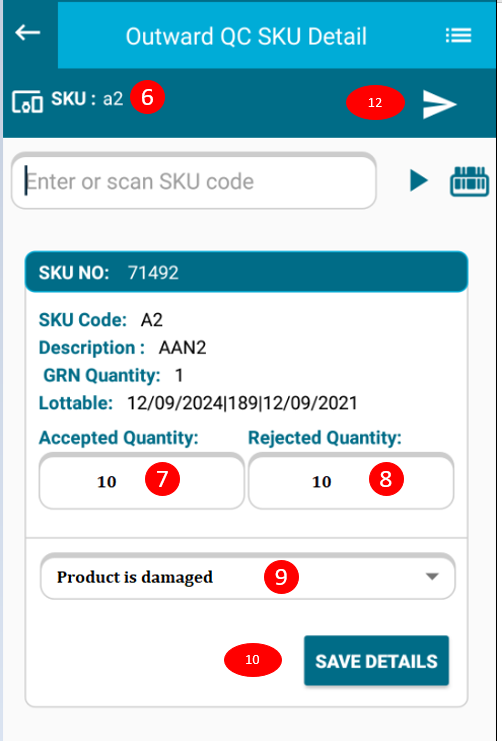 Outward QC SKU Detail
SKU : a2 6 12
Enter or scan SKU code
SKU NO: 71492
SKU Code: A2
Description : AAN2
GRN Quantity: 1
Lottable: 12/09/2024|189|12/09/2021
Accepted Quantity: Rejected Quantity:
10 7 10 8
Product is damaged 9
10 SAVE DETAILS